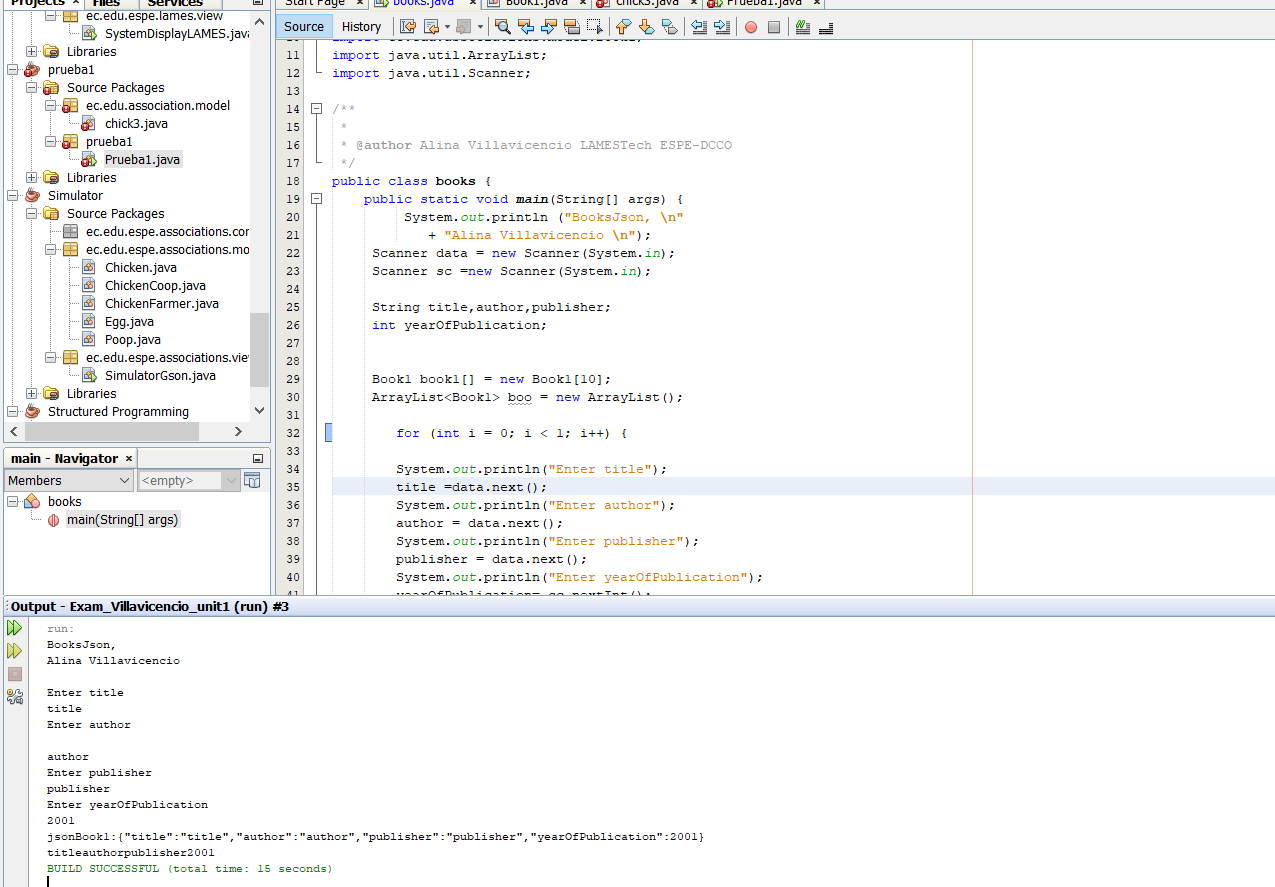 Projects × Files Services
Start Page × books.java × Book1.java × chick3.java × Prueba1.java ×
ec.edu.espe.lames.view
SystemDisplayLAMES.java
Libraries
prueba1
Source Packages
ec.edu.association.model
chick3.java
prueba1
Prueba1.java
Libraries
Simulator
Source Packages
ec.edu.espe.associations.cor
ec.edu.espe.associations.mo
Chicken.java
ChickenCoop.java
ChickenFarmer.java
Egg.java
Poop.java
ec.edu.espe.associations.vie
SimulatorGson.java
Libraries
Structured Programming
main - Navigator ×
Members <empty>
books
main(String[] args)
Source History
11 import java.util.ArrayList;
12 import java.util.Scanner;
13
14 /**
15 *
16 * @author Alina Villavicencio LAMESTech ESPE-DCCO
17 */
18 public class books {
19 public static void main(String[] args) {
20 System.out.println ("BooksJson, \n"
21 + "Alina Villavicencio \n");
22 Scanner data = new Scanner(System.in);
23 Scanner sc =new Scanner(System.in);
24
25 String title,author,publisher;
26 int yearOfPublication;
27
28
29 Book1 book1[] = new Book1[10];
30 ArrayList<Book1> boo = new ArrayList();
31
32 for (int i = 0; i < 1; i++) {
33
34 System.out.println("Enter title");
35 title =data.next();
36 System.out.println("Enter author");
37 author = data.next();
38 System.out.println("Enter publisher");
39 publisher = data.next();
40 System.out.println("Enter yearOfPublication");
41 yearOfPublication= sc.nextInt();
Output - Exam_Villavicencio_unit1 (run) #3
run:
BooksJson,
Alina Villavicencio
Enter title
title
Enter author
author
Enter publisher
publisher
Enter yearOfPublication
2001
jsonBook1:{"title":"title","author":"author","publisher":"publisher","yearOfPublication":2001}
titleauthorpublisher2001
BUILD SUCCESSFUL (total time: 15 seconds)